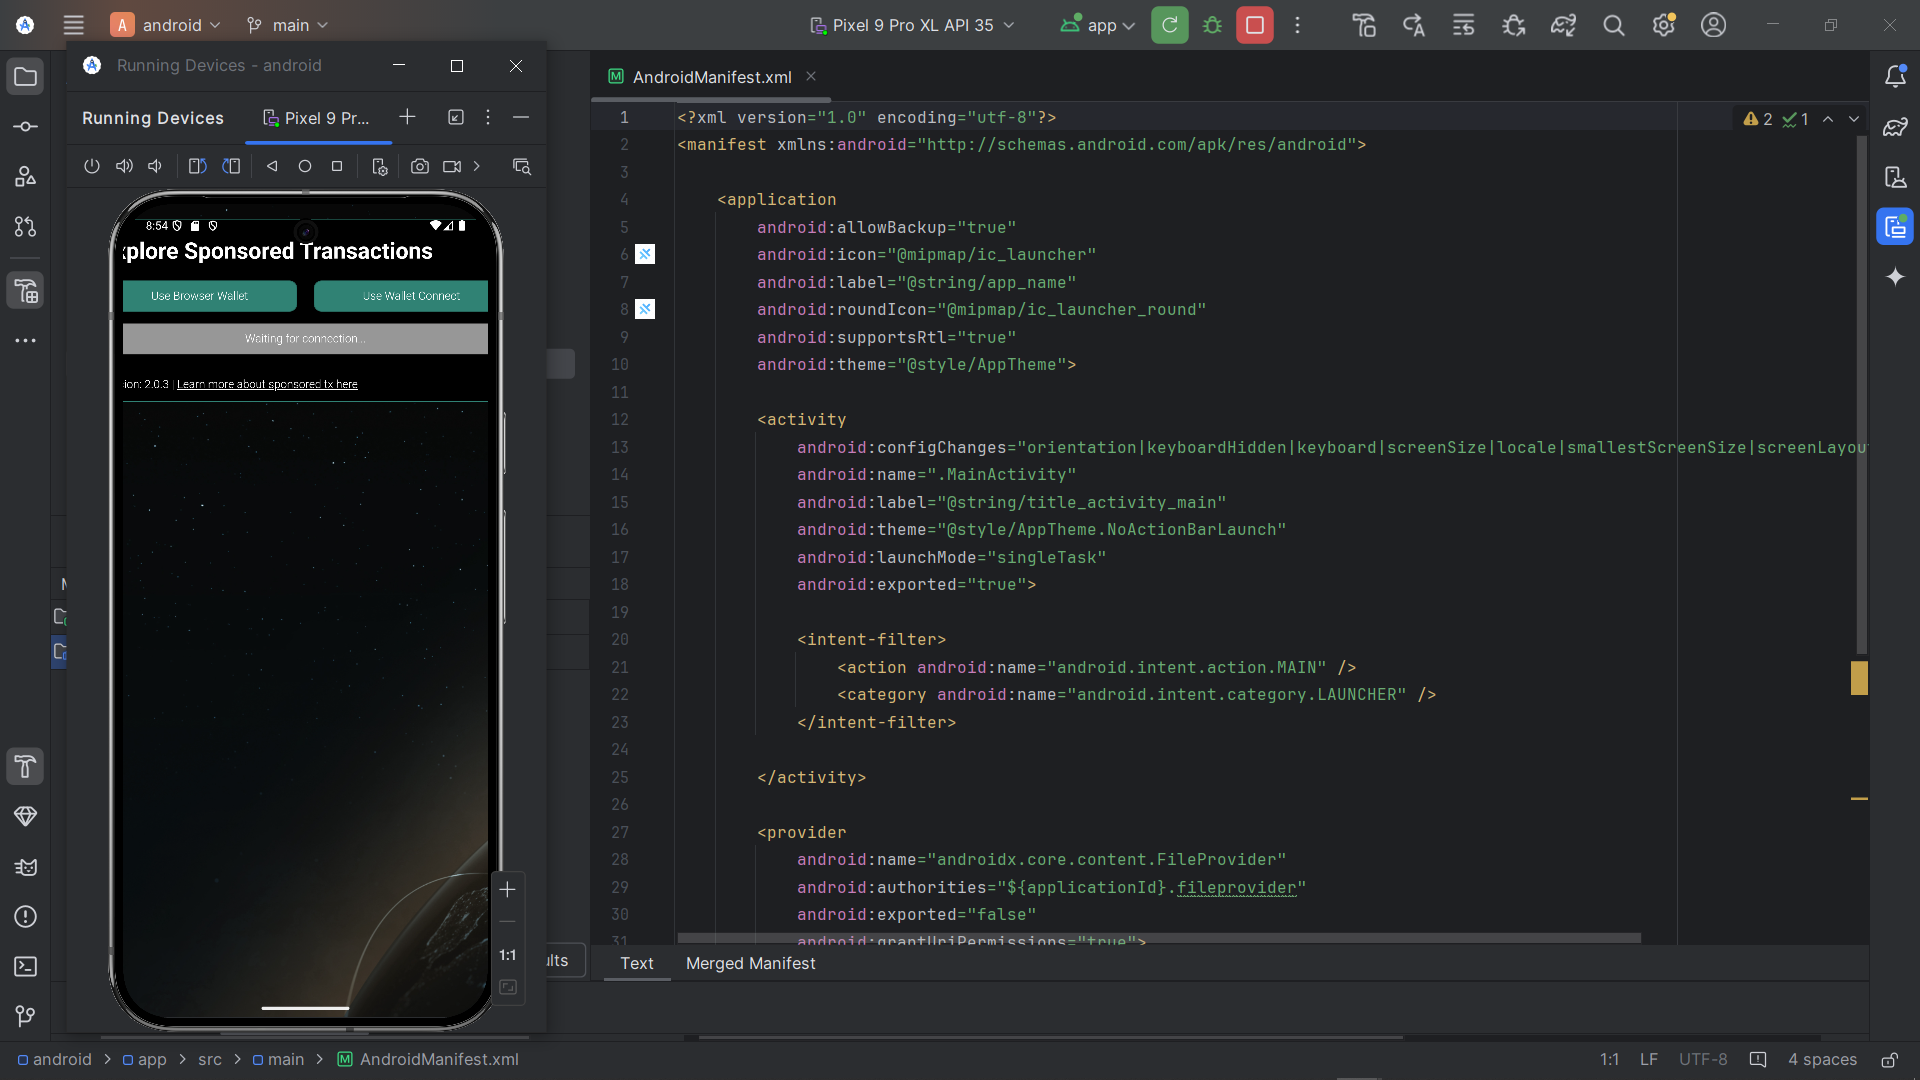 A android main Pixel 9 Pro XL API 35 app
Running Devices - android
Running Devices Pixel 9 Pr...
8:54
xplore Sponsored Transactions
Use Browser Wallet Use Wallet Connect
Waiting for connection...
sion: 2.0.3 | Learn more about sponsored tx here
1:1
ults
AndroidManifest.xml
2 1
1 <?xml version="1.0" encoding="utf-8"?>
2 <manifest xmlns:android="http://schemas.android.com/apk/res/android">
3
4 <application
5 android:allowBackup="true"
6 android:icon="@mipmap/ic_launcher"
7 android:label="@string/app_name"
8 android:roundIcon="@mipmap/ic_launcher_round"
9 android:supportsRtl="true"
10 android:theme="@style/AppTheme">
11
12 <activity
13 android:configChanges="orientation|keyboardHidden|keyboard|screenSize|locale|smallestScreenSize|screenLayou
14 android:name=".MainActivity"
15 android:label="@string/title_activity_main"
16 android:theme="@style/AppTheme.NoActionBarLaunch"
17 android:launchMode="singleTask"
18 android:exported="true">
19
20 <intent-filter>
21 <action android:name="android.intent.action.MAIN" />
22 <category android:name="android.intent.category.LAUNCHER" />
23 </intent-filter>
24
25 </activity>
26
27 <provider
28 android:name="androidx.core.content.FileProvider"
29 android:authorities="${applicationId}.fileprovider"
30 android:exported="false"
31 android:grantUriPermissions="true">
Text Merged Manifest
android > app > src > main > M AndroidManifest.xml
1:1 LF UTF-8 4 spaces